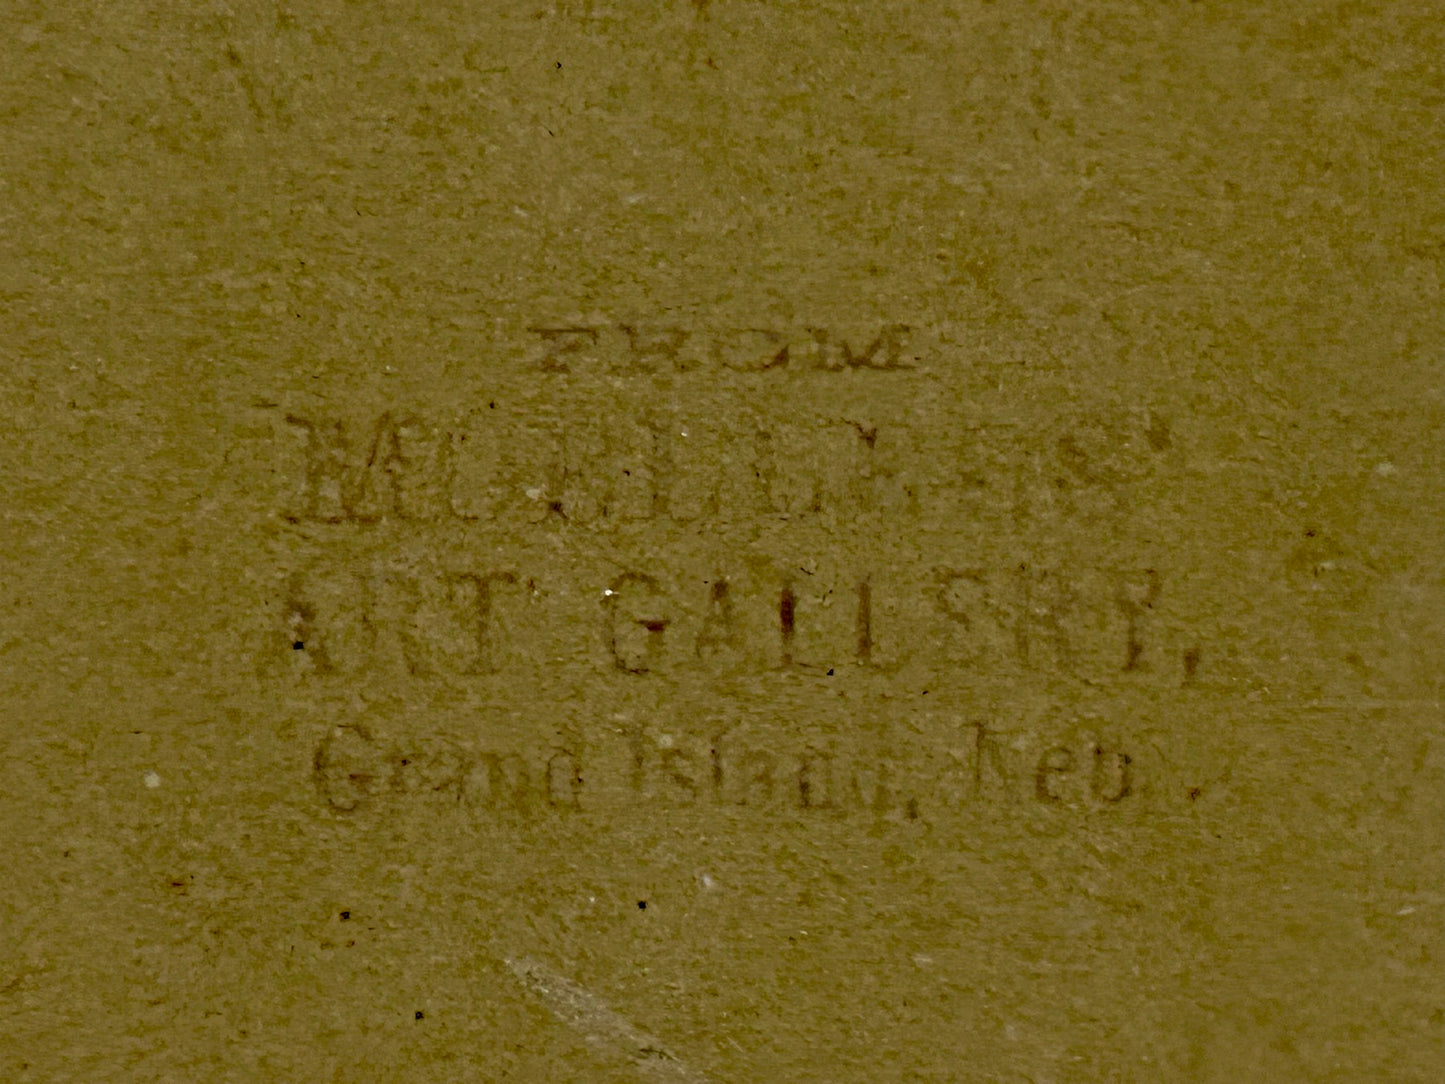 FROM
ART GALLERY,
Grand Island, Neb.